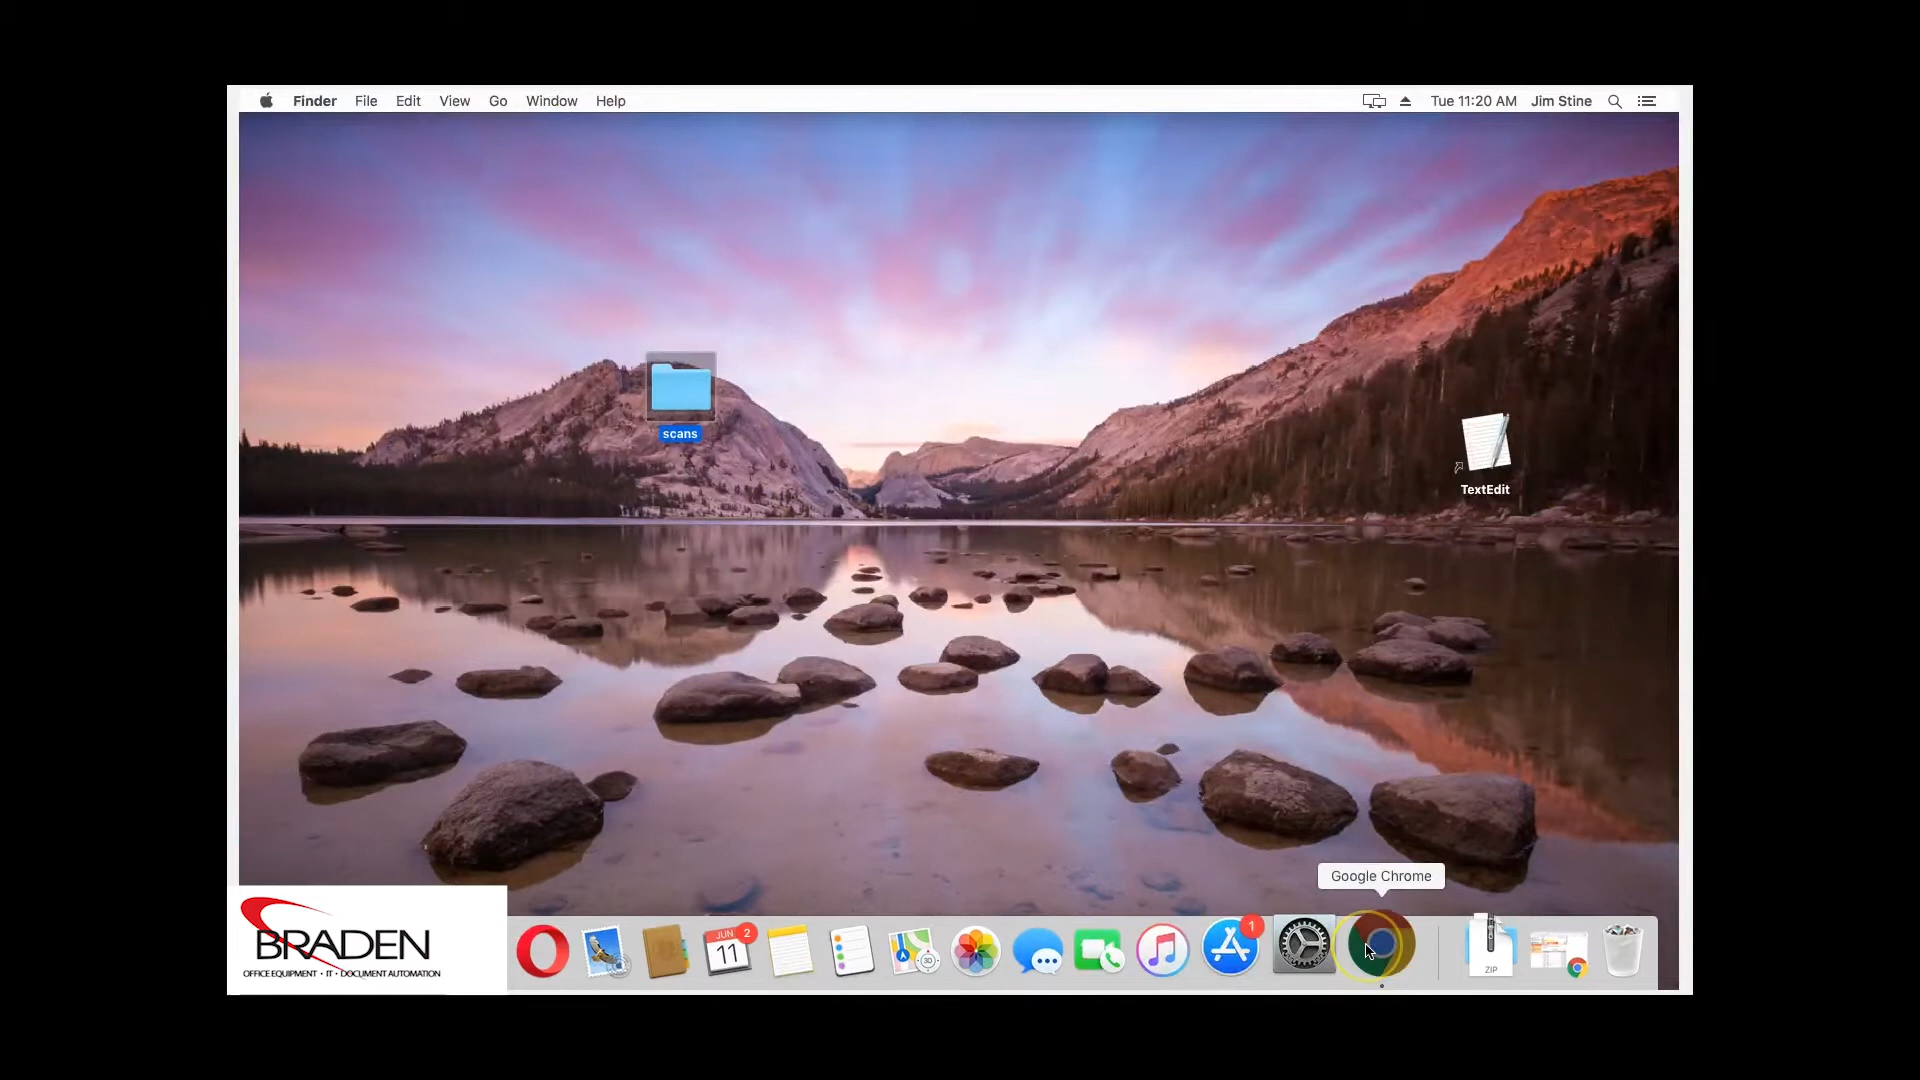 Finder File Edit View Go Window Help Tue 11:20 AM Jim Stine
scans
TextEdit
Google Chrome
BRADEN
OFFICE EQUIPMENT • IT • DOCUMENT AUTOMATION
JUN
2
11
3D
1
ZIP